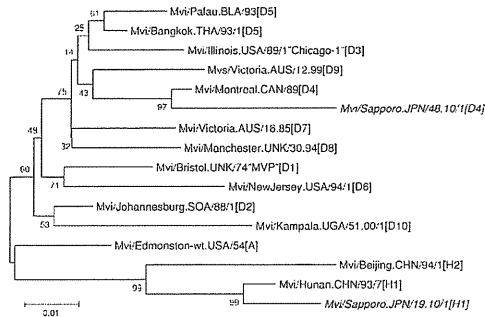 61
Mvi/Palau.BLA/93[D5]
25
Mvi/Bangkok.THA/93/1[D5]
14
Mvi/Illinois.USA/89/1"Chicago-1"[D3]
Mvs/Victoria.AUS/12.99[D9]
43
Mvi/Montreal.CAN/89[D4]
75
97
Mvi/Sapporo.JPN/48.10/1[D4]
49
Mvi/Victoria.AUS/16.85[D7]
32
Mvi/Manchester.UNK/30.94[D8]
60
Mvi/Bristol.UNK/74"MVP"[D1]
71
Mvi/NewJersey.USA/94/1[D6]
Mvi/Johannesburg.SOA/88/1[D2]
53
Mvi/Kampala.UGA/51.00/1[D10]
Mvi/Edmonston-wt.USA/54[A]
Mvi/Beijing.CHN/94/1[H2]
99
Mvi/Hunan.CHN/93/7[H1]
99
Mvi/Sapporo.JPN/19.10/1[H1]
0.01